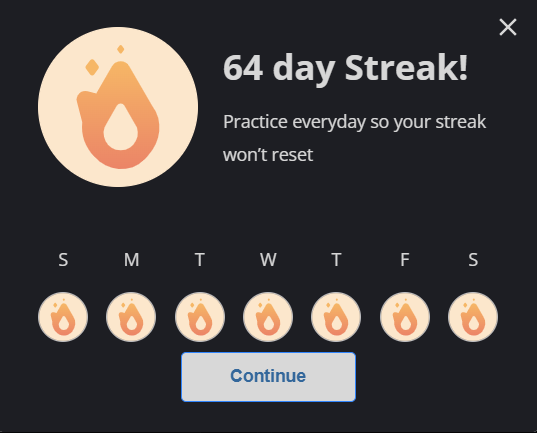 64 day Streak!
Practice everyday so your streak
won't reset
S M T W T F S
Continue